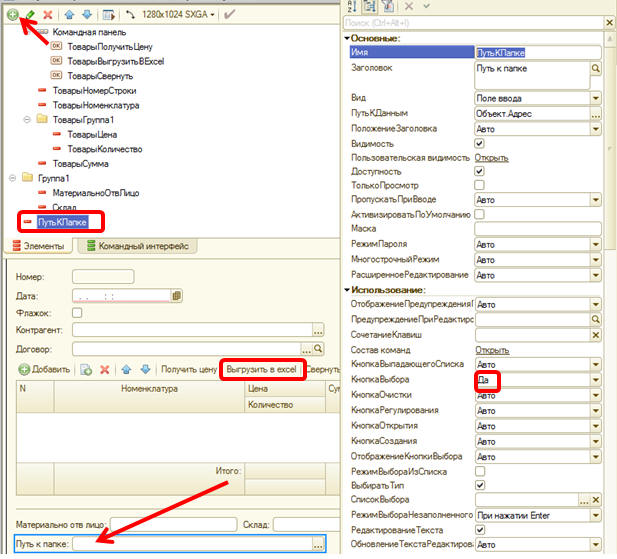 1280x1024 SXGA
Командная панель
ОК ТоварыПолучитьЦену
ОК ТоварыВыгрузитьВExcel
ОК ТоварыСвернуть
ТоварыНомерСтроки
ТоварыНоменклатура
ТоварыГруппа1
ТоварыЦена
ТоварыКоличество
ТоварыСумма
Группа1
МатериальноОтвЛицо
Склад
ПутьКПапке
Элементы Командный интерфейс
Номер:
Дата: . . : :
Флажок:
Контрагент: ...
Договор: ...
Добавить Получить цену Выгрузить в excel Свернуть
N Номенклатура Цена Су
Количество
Итого:
Материально отв лицо: Склад:
Путь к папке: ...
Поиск (Ctrl+Alt+I)
Основные:
Имя ПутьКПапке
Заголовок Путь к папке
Вид Поле ввода
ПутьКДанным Объект.Адрес ...
ПоложениеЗаголовка Авто
Видимость
Пользовательская видимость Открыть
Доступность
ТолькоПросмотр
ПропускатьПриВводе Авто
АктивизироватьПоУмолчанию
Маска
РежимПароля Авто
МногострочныйРежим Авто
РасширенноеРедактирование Авто
Использование:
ОтображениеПредупрежденияП Авто
ПредупреждениеПриРедактиро
СочетаниеКлавиш
Состав команд Открыть
КнопкаВыпадающегоСписка Авто
КнопкаВыбора Да
КнопкаОчистки Авто
КнопкаРегулирования Авто
КнопкаОткрытия Авто
КнопкаСоздания Авто
ОтображениеКнопкиВыбора Авто
РежимВыбораИзСписка
ВыбиратьТип
СписокВыбора ...
РежимВыбораНезаполненного При нажатии Enter
РедактированиеТекста
ОбновлениеТекстаРедактирова Авто